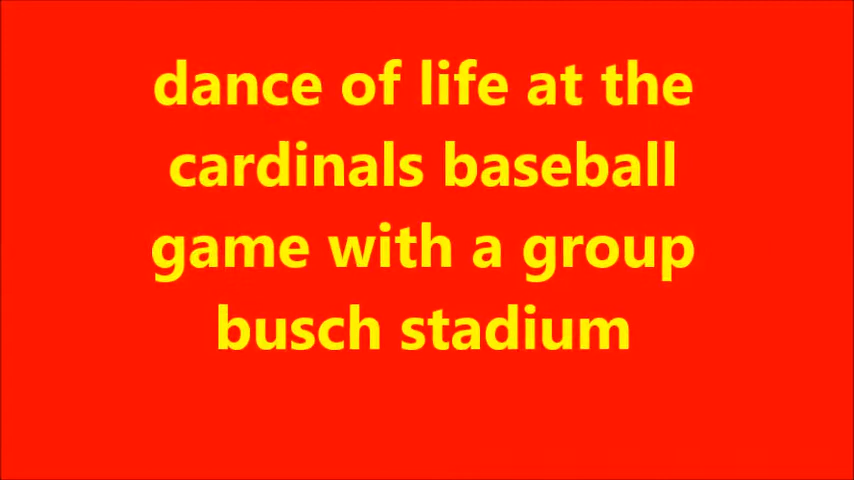 dance of life at the
cardinals baseball
game with a group
busch stadium